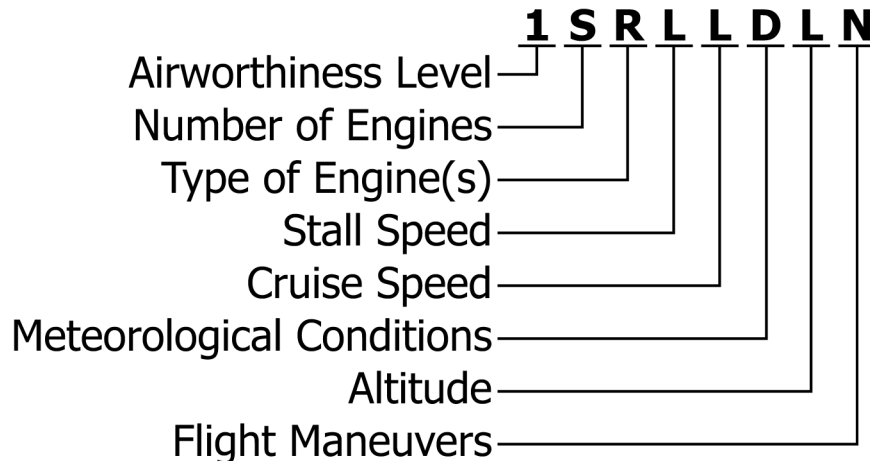 1 S R L L D L N
Airworthiness Level
Number of Engines
Type of Engine(s)
Stall Speed
Cruise Speed
Meteorological Conditions
Altitude
Flight Maneuvers